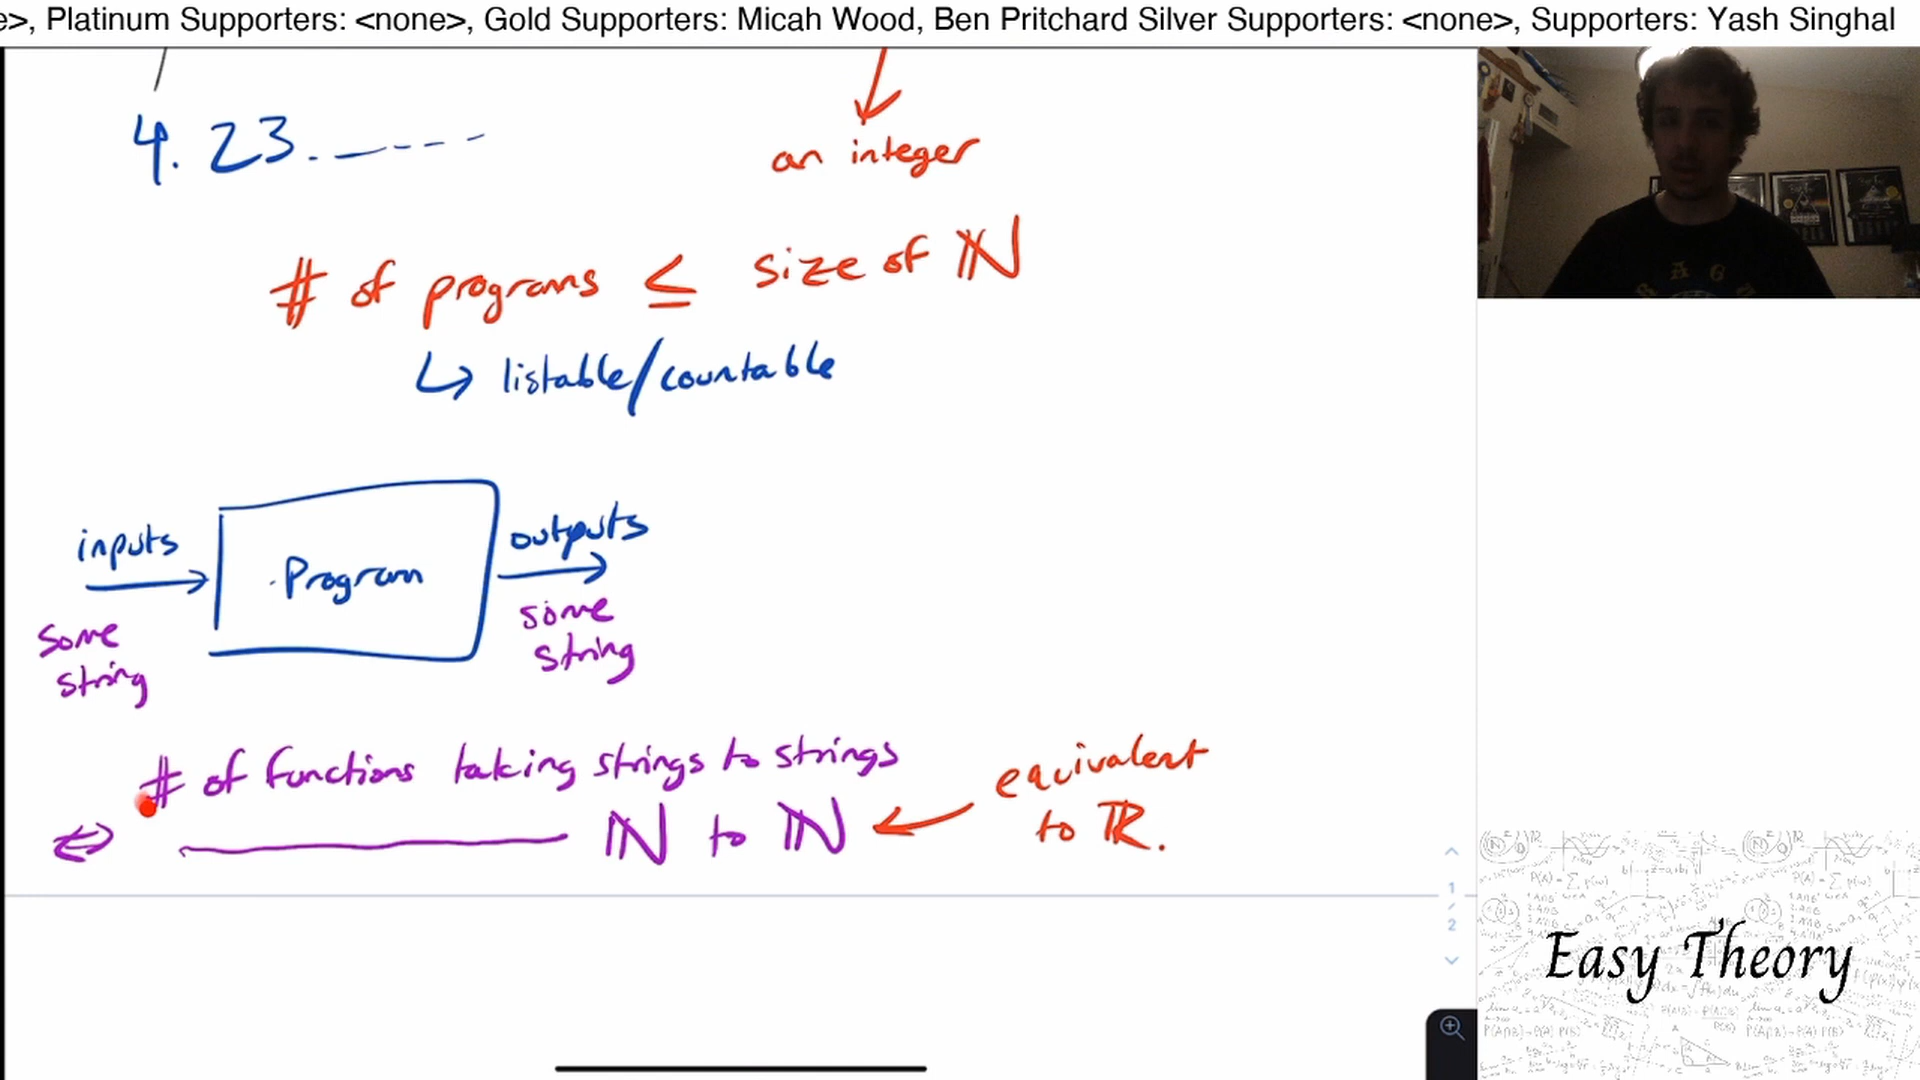 e>, Platinum Supporters: <none>, Gold Supporters: Micah Wood, Ben Pritchard Silver Supporters: <none>, Supporters: Yash Singhal
4. 23.
an integer
# of programs ≤ size of ℕ
↳ listable/countable
inputs
Program
outputs
some
string
some
string
# of functions taking strings to strings
⇔ ———— ℕ to ℕ ← equivalent
to ℝ.
1
2
Easy Theory